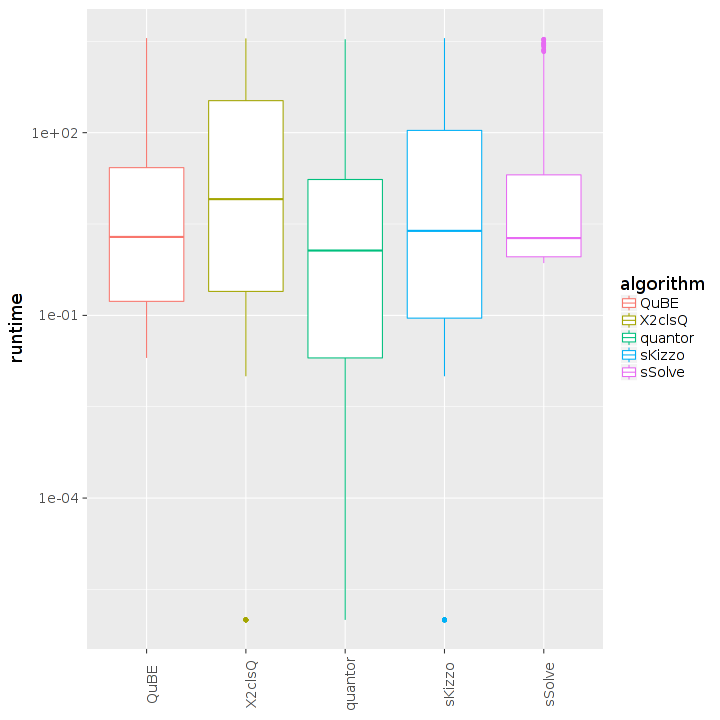 1e+02
1e-01
1e-04
runtime
QuBE
X2clsQ
quantor
sKizzo
sSolve
algorithm
QuBE
X2clsQ
quantor
sKizzo
sSolve